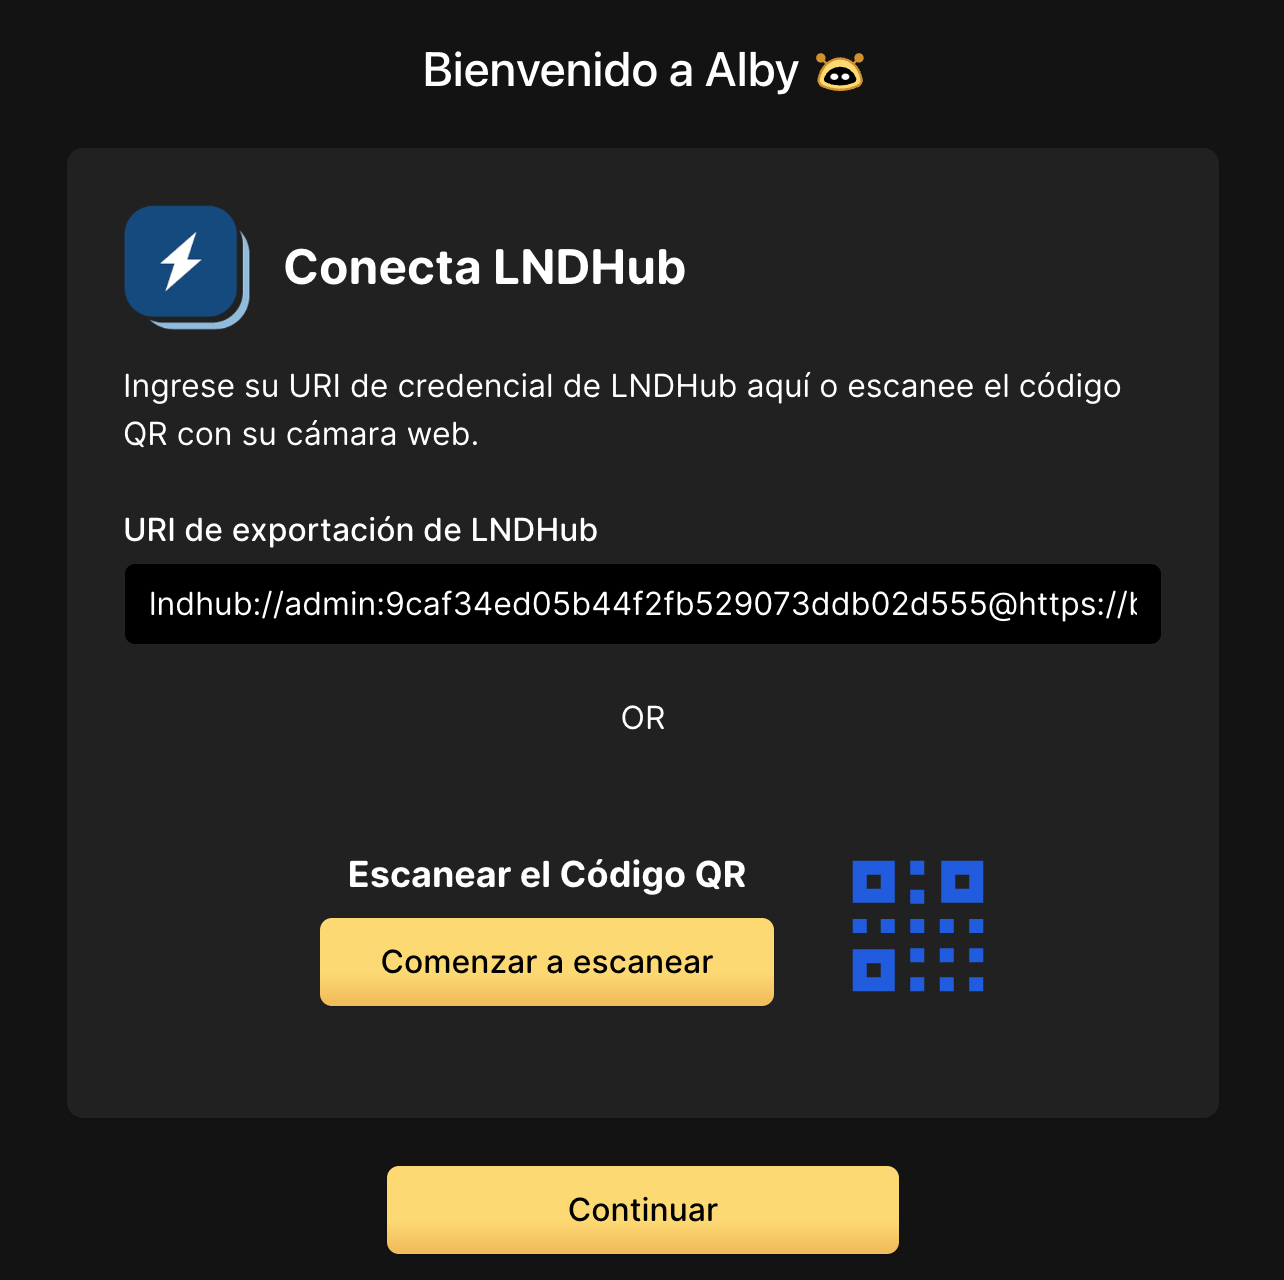 Bienvenido a Alby
Conecta LNDHub
Ingrese su URI de credencial de LNDHub aquí o escanee el código
QR con su cámara web.
URI de exportación de LNDHub
lndhub://admin:9caf34ed05b44f2fb529073ddb02d555@https://b
OR
Escanear el Código QR
Comenzar a escanear
Continuar